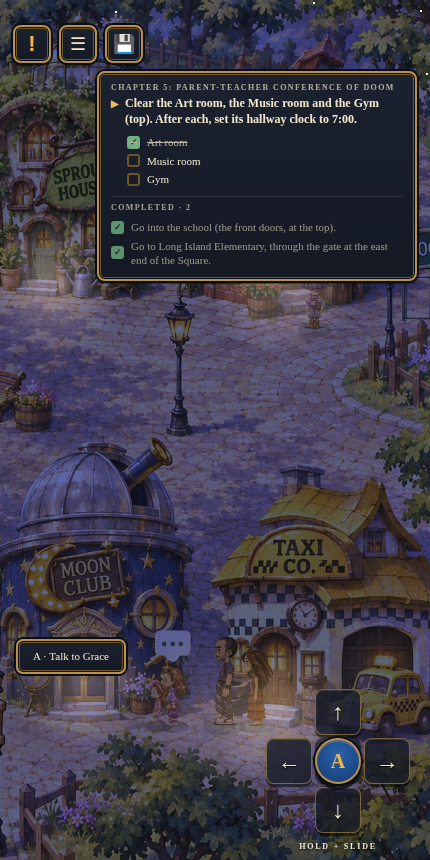 !
☰
CHAPTER 5: PARENT-TEACHER CONFERENCE OF DOOM
▶ Clear the Art room, the Music room and the Gym
(top). After each, set its hallway clock to 7:00.
Art room
Music room
Gym
COMPLETED · 2
Go into the school (the front doors, at the top).
Go to Long Island Elementary, through the gate at the east
end of the Square.
SPROUT
HOUS
MOON
CLUB
TAXI
CO.
A · Talk to Grace
↑
← A →
↓
HOLD + SLIDE